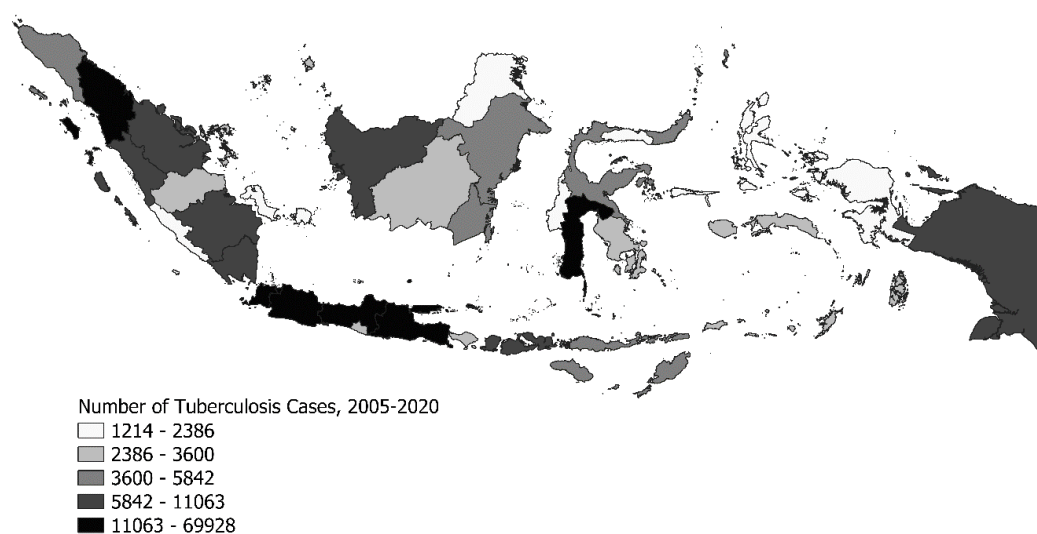 Number of Tuberculosis Cases, 2005-2020
1214 - 2386
2386 - 3600
3600 - 5842
5842 - 11063
11063 - 69928